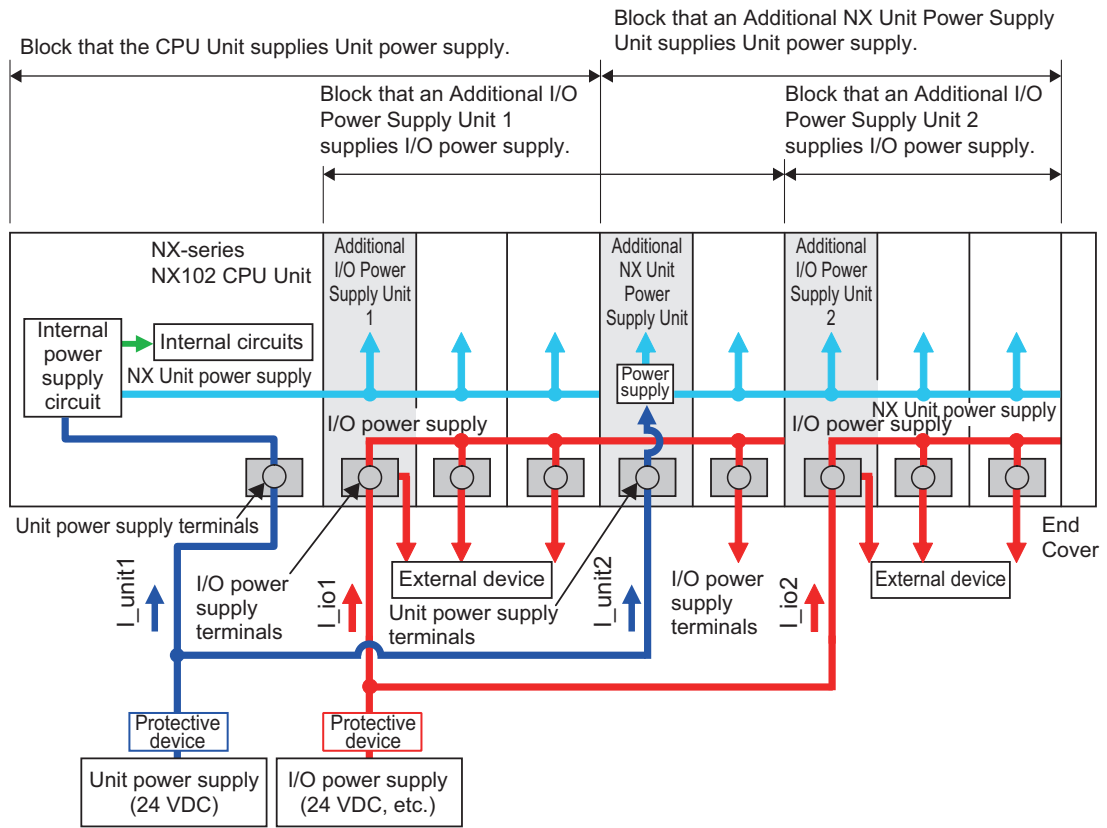 Block that an Additional NX Unit Power Supply
Unit supplies Unit power supply.
Block that the CPU Unit supplies Unit power supply.
Block that an Additional I/O
Power Supply Unit 1
supplies I/O power supply.
Block that an Additional I/O
Power Supply Unit 2
supplies I/O power supply.
NX-series
NX102 CPU Unit
Additional
I/O Power
Supply Unit
1
Additional
NX Unit
Power
Supply Unit
Additional
I/O Power
Supply Unit
2
Internal
power
supply
circuit
Internal circuits
NX Unit power supply
Power
supply
I/O power supply
NX Unit power supply
I/O power supply
Unit power supply terminals
End
Cover
I_unit1
I/O power
supply
terminals
I_io1
External device
Unit power supply
terminals
I_unit2
I/O power
supply
terminals
I_io2
External device
Protective
device
Protective
device
Unit power supply
(24 VDC)
I/O power supply
(24 VDC, etc.)